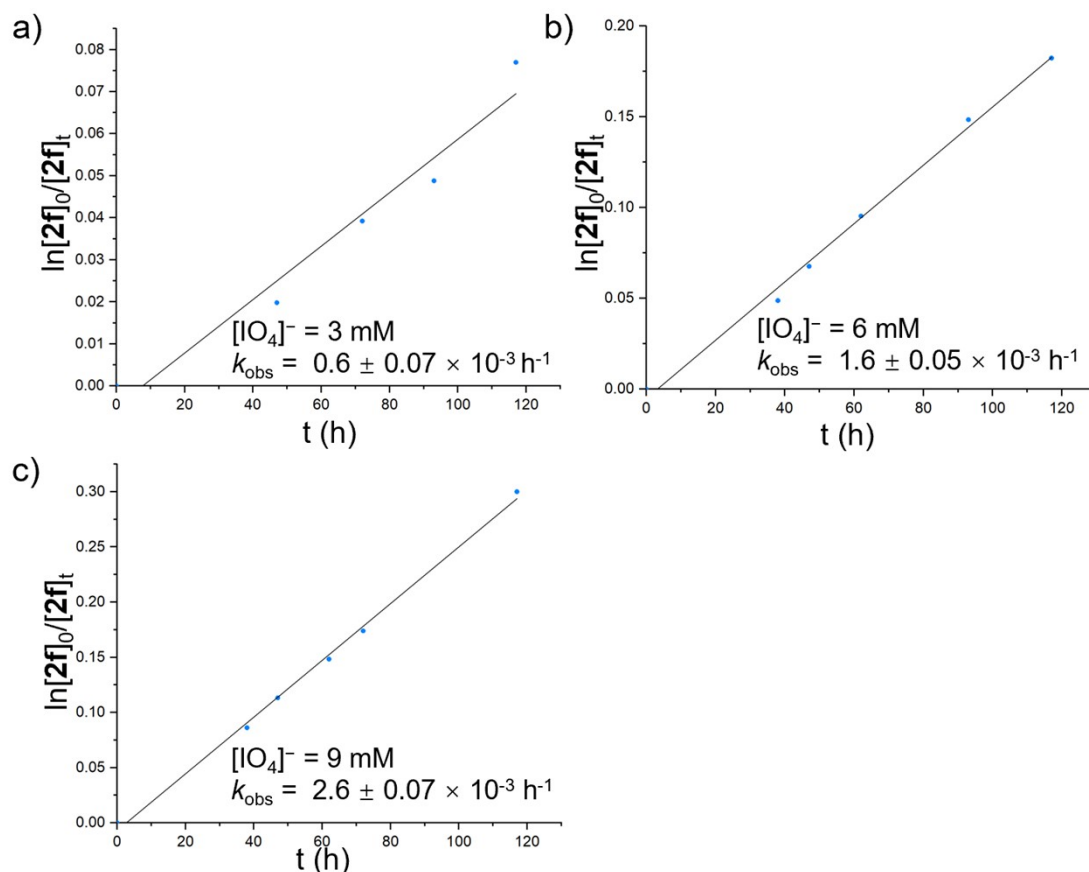 a)
ln[2f]₀/[2f]ₜ
0.08
0.07
0.06
0.05
0.04
0.03
0.02
0.01
0.00
[IO₄]⁻ = 3 mM
k_obs = 0.6 ± 0.07 × 10⁻³ h⁻¹
0 20 40 60 80 100 120
t (h)
b)
ln[2f]₀/[2f]ₜ
0.20
0.15
0.10
0.05
0.00
[IO₄]⁻ = 6 mM
k_obs = 1.6 ± 0.05 × 10⁻³ h⁻¹
0 20 40 60 80 100 120
t (h)
c)
ln[2f]₀/[2f]ₜ
0.30
0.25
0.20
0.15
0.10
0.05
0.00
[IO₄]⁻ = 9 mM
k_obs = 2.6 ± 0.07 × 10⁻³ h⁻¹
0 20 40 60 80 100 120
t (h)